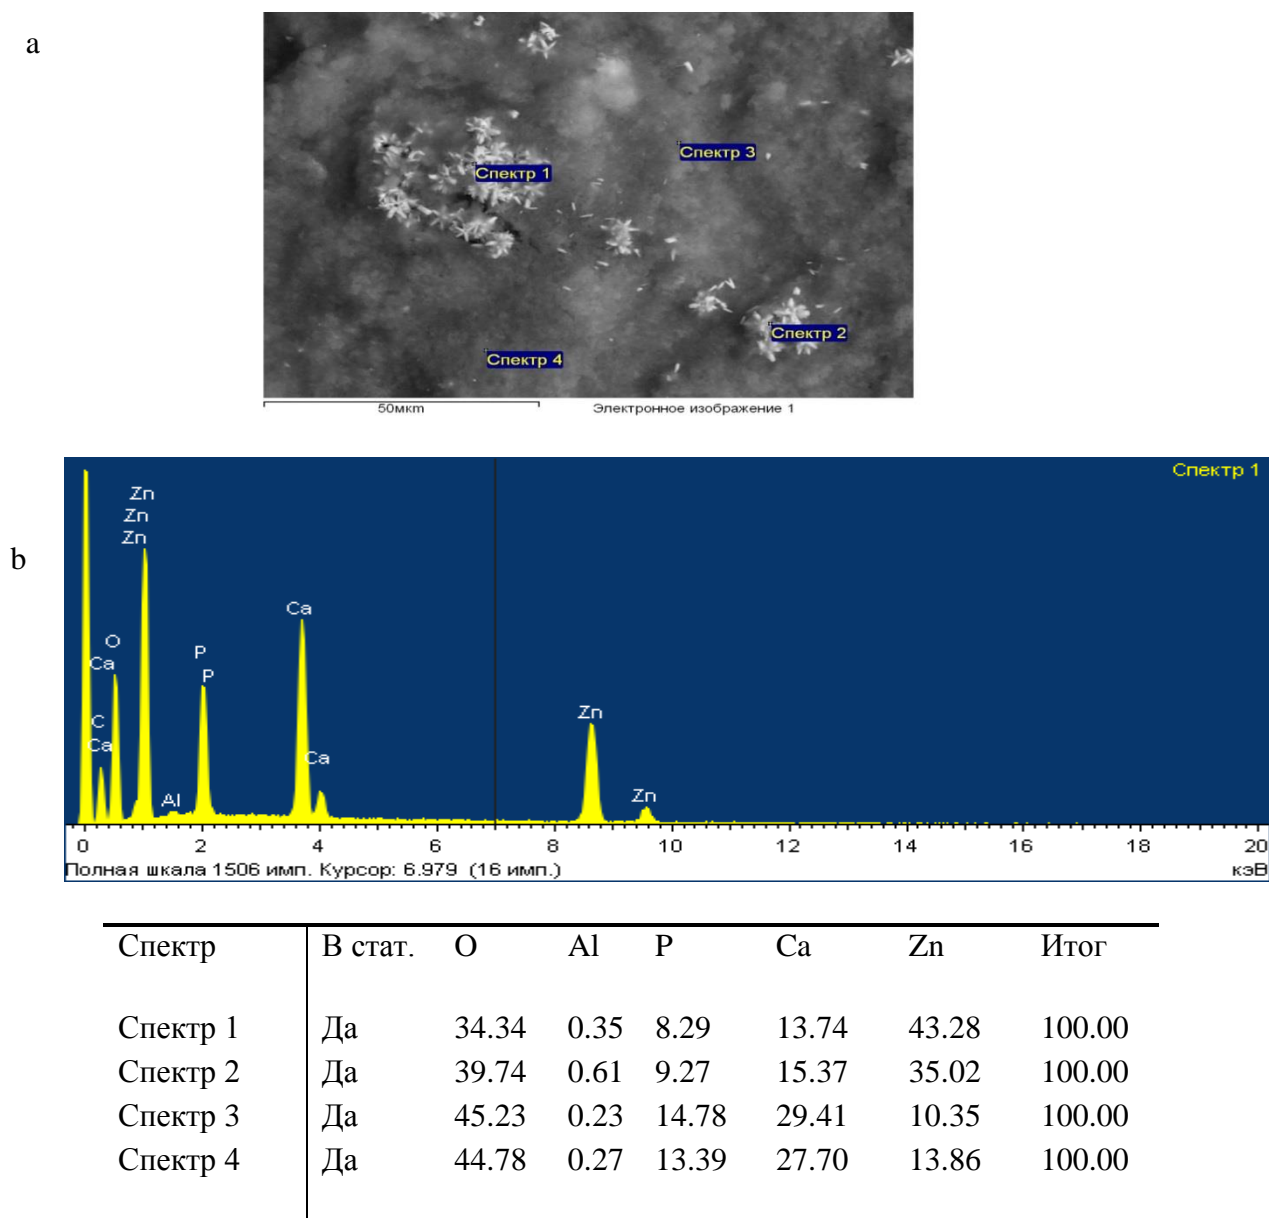 a
Спектр 3
Спектр 1
Спектр 2
Спектр 4
50мкm Электронное изображение 1
b
Спектр 1
Zn
Zn
Zn
Ca
O
Ca
P
P
Zn
C
Ca
Ca
Al
Zn
0 2 4 6 8 10 12 14 16 18 20
Полная шкала 1506 имп. Курсор: 6.979 (16 имп.) кэВ
Спектр В стат. O Al P Ca Zn Итог
Спектр 1 Да 34.34 0.35 8.29 13.74 43.28 100.00
Спектр 2 Да 39.74 0.61 9.27 15.37 35.02 100.00
Спектр 3 Да 45.23 0.23 14.78 29.41 10.35 100.00
Спектр 4 Да 44.78 0.27 13.39 27.70 13.86 100.00